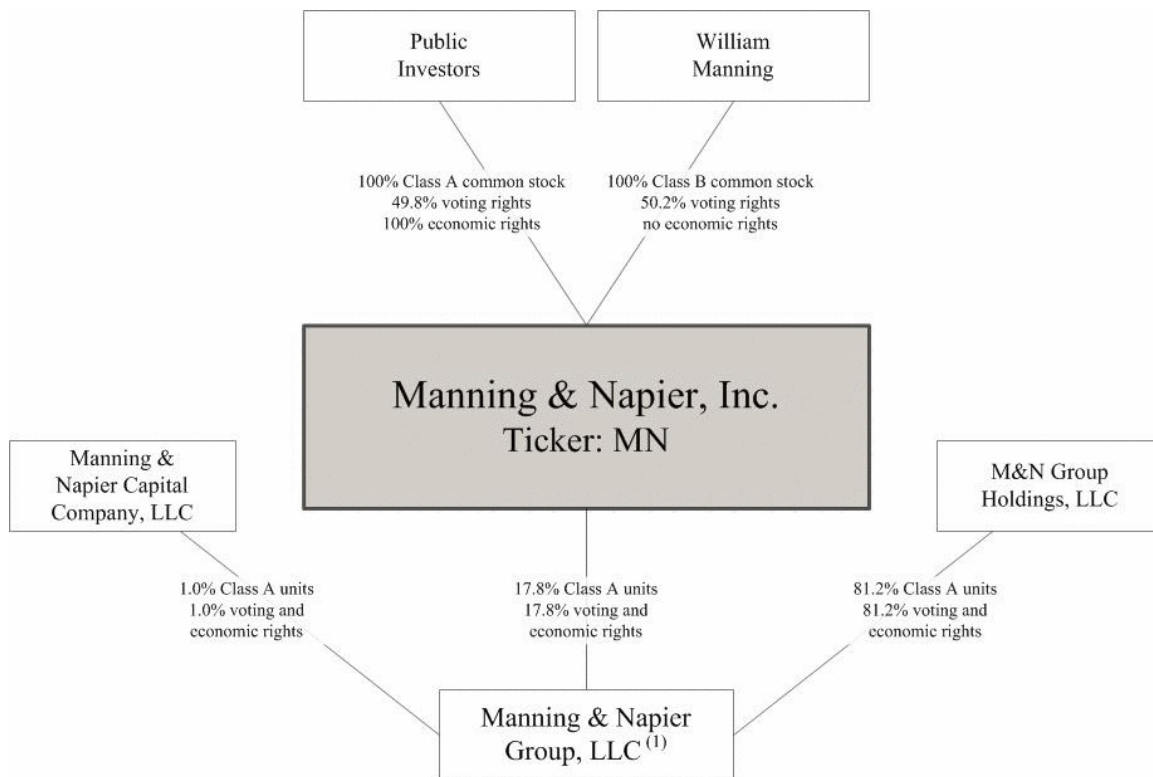 Public
Investors
William
Manning
100% Class A common stock
49.8% voting rights
100% economic rights
100% Class B common stock
50.2% voting rights
no economic rights
Manning & Napier, Inc.
Ticker: MN
Manning &
Napier Capital
Company, LLC
M&N Group
Holdings, LLC
1.0% Class A units
1.0% voting and
economic rights
17.8% Class A units
17.8% voting and
economic rights
81.2% Class A units
81.2% voting and
economic rights
Manning & Napier
Group, LLC (1)